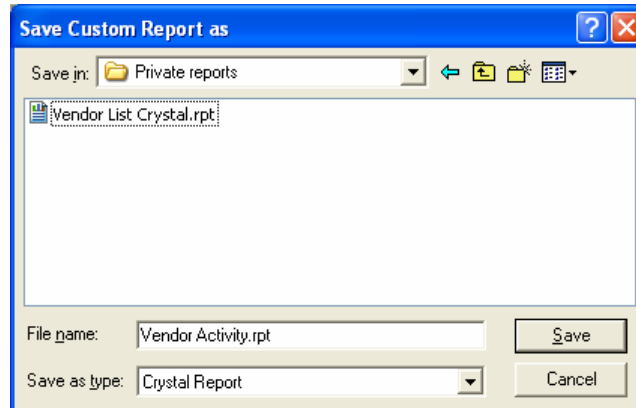 Save Custom Report as
Save in: Private reports
Vendor List Crystal.rpt
File name: Vendor Activity.rpt Save
Save as type: Crystal Report Cancel